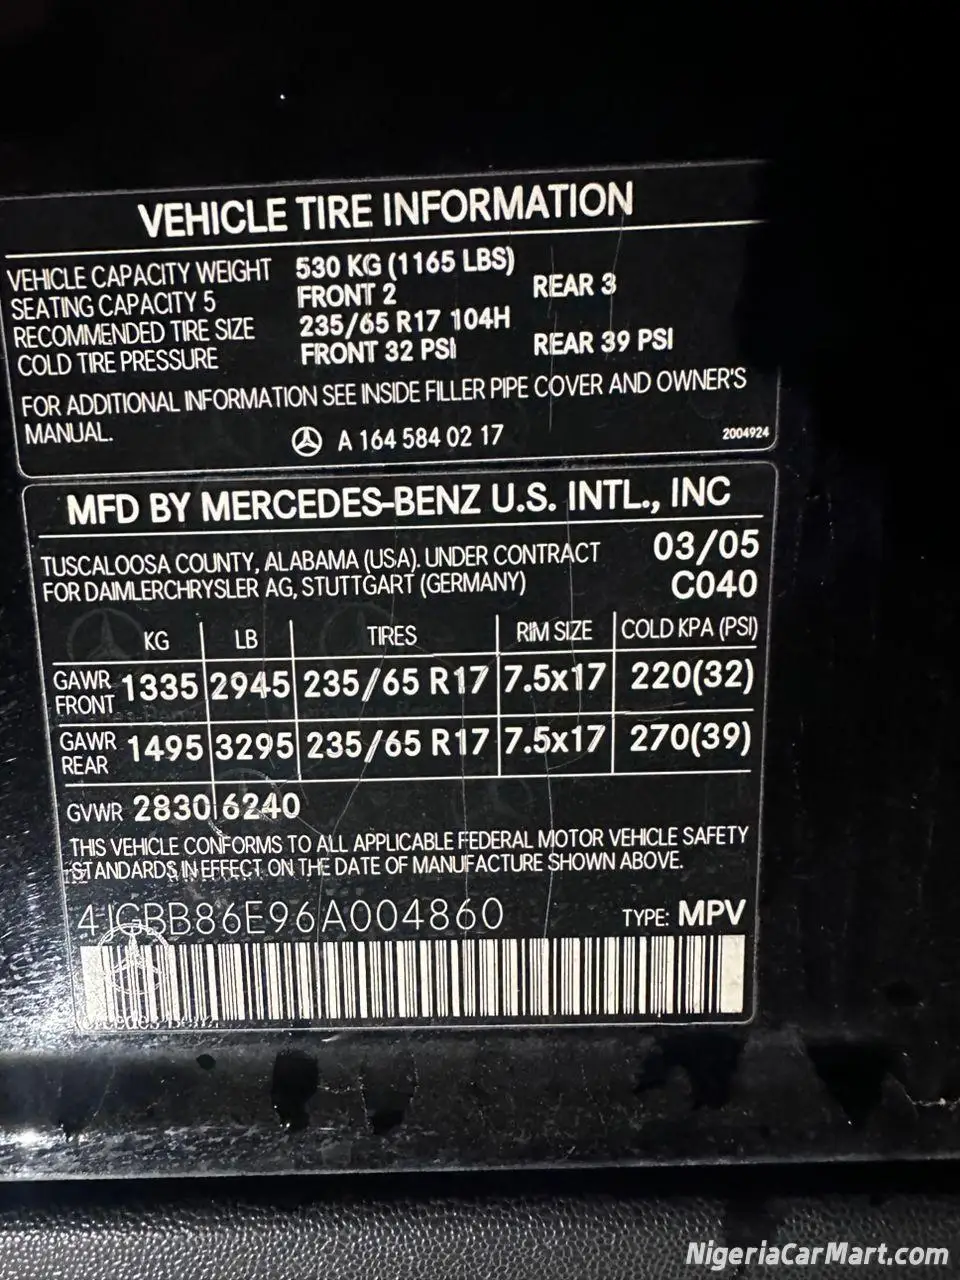 VEHICLE TIRE INFORMATION
VEHICLE CAPACITY WEIGHT 530 KG (1165 LBS)
SEATING CAPACITY 5 FRONT 2 REAR 3
RECOMMENDED TIRE SIZE 235/65 R17 104H
COLD TIRE PRESSURE FRONT 32 PSI REAR 39 PSI
FOR ADDITIONAL INFORMATION SEE INSIDE FILLER PIPE COVER AND OWNER'S
MANUAL.
A 164 584 02 17 2004924
MFD BY MERCEDES-BENZ U.S. INTL., INC
TUSCALOOSA COUNTY, ALABAMA (USA). UNDER CONTRACT 03/05
FOR DAIMLERCHRYSLER AG, STUTTGART (GERMANY) C040
KG LB TIRES RIM SIZE COLD KPA (PSI)
GAWR FRONT 1335 2945 235/65 R17 7.5x17 220(32)
GAWR REAR 1495 3295 235/65 R17 7.5x17 270(39)
GVWR 2830 6240
THIS VEHICLE CONFORMS TO ALL APPLICABLE FEDERAL MOTOR VEHICLE SAFETY
STANDARDS IN EFFECT ON THE DATE OF MANUFACTURE SHOWN ABOVE.
4JGBB86E96A004860 TYPE: MPV
NigeriaCarMart.com